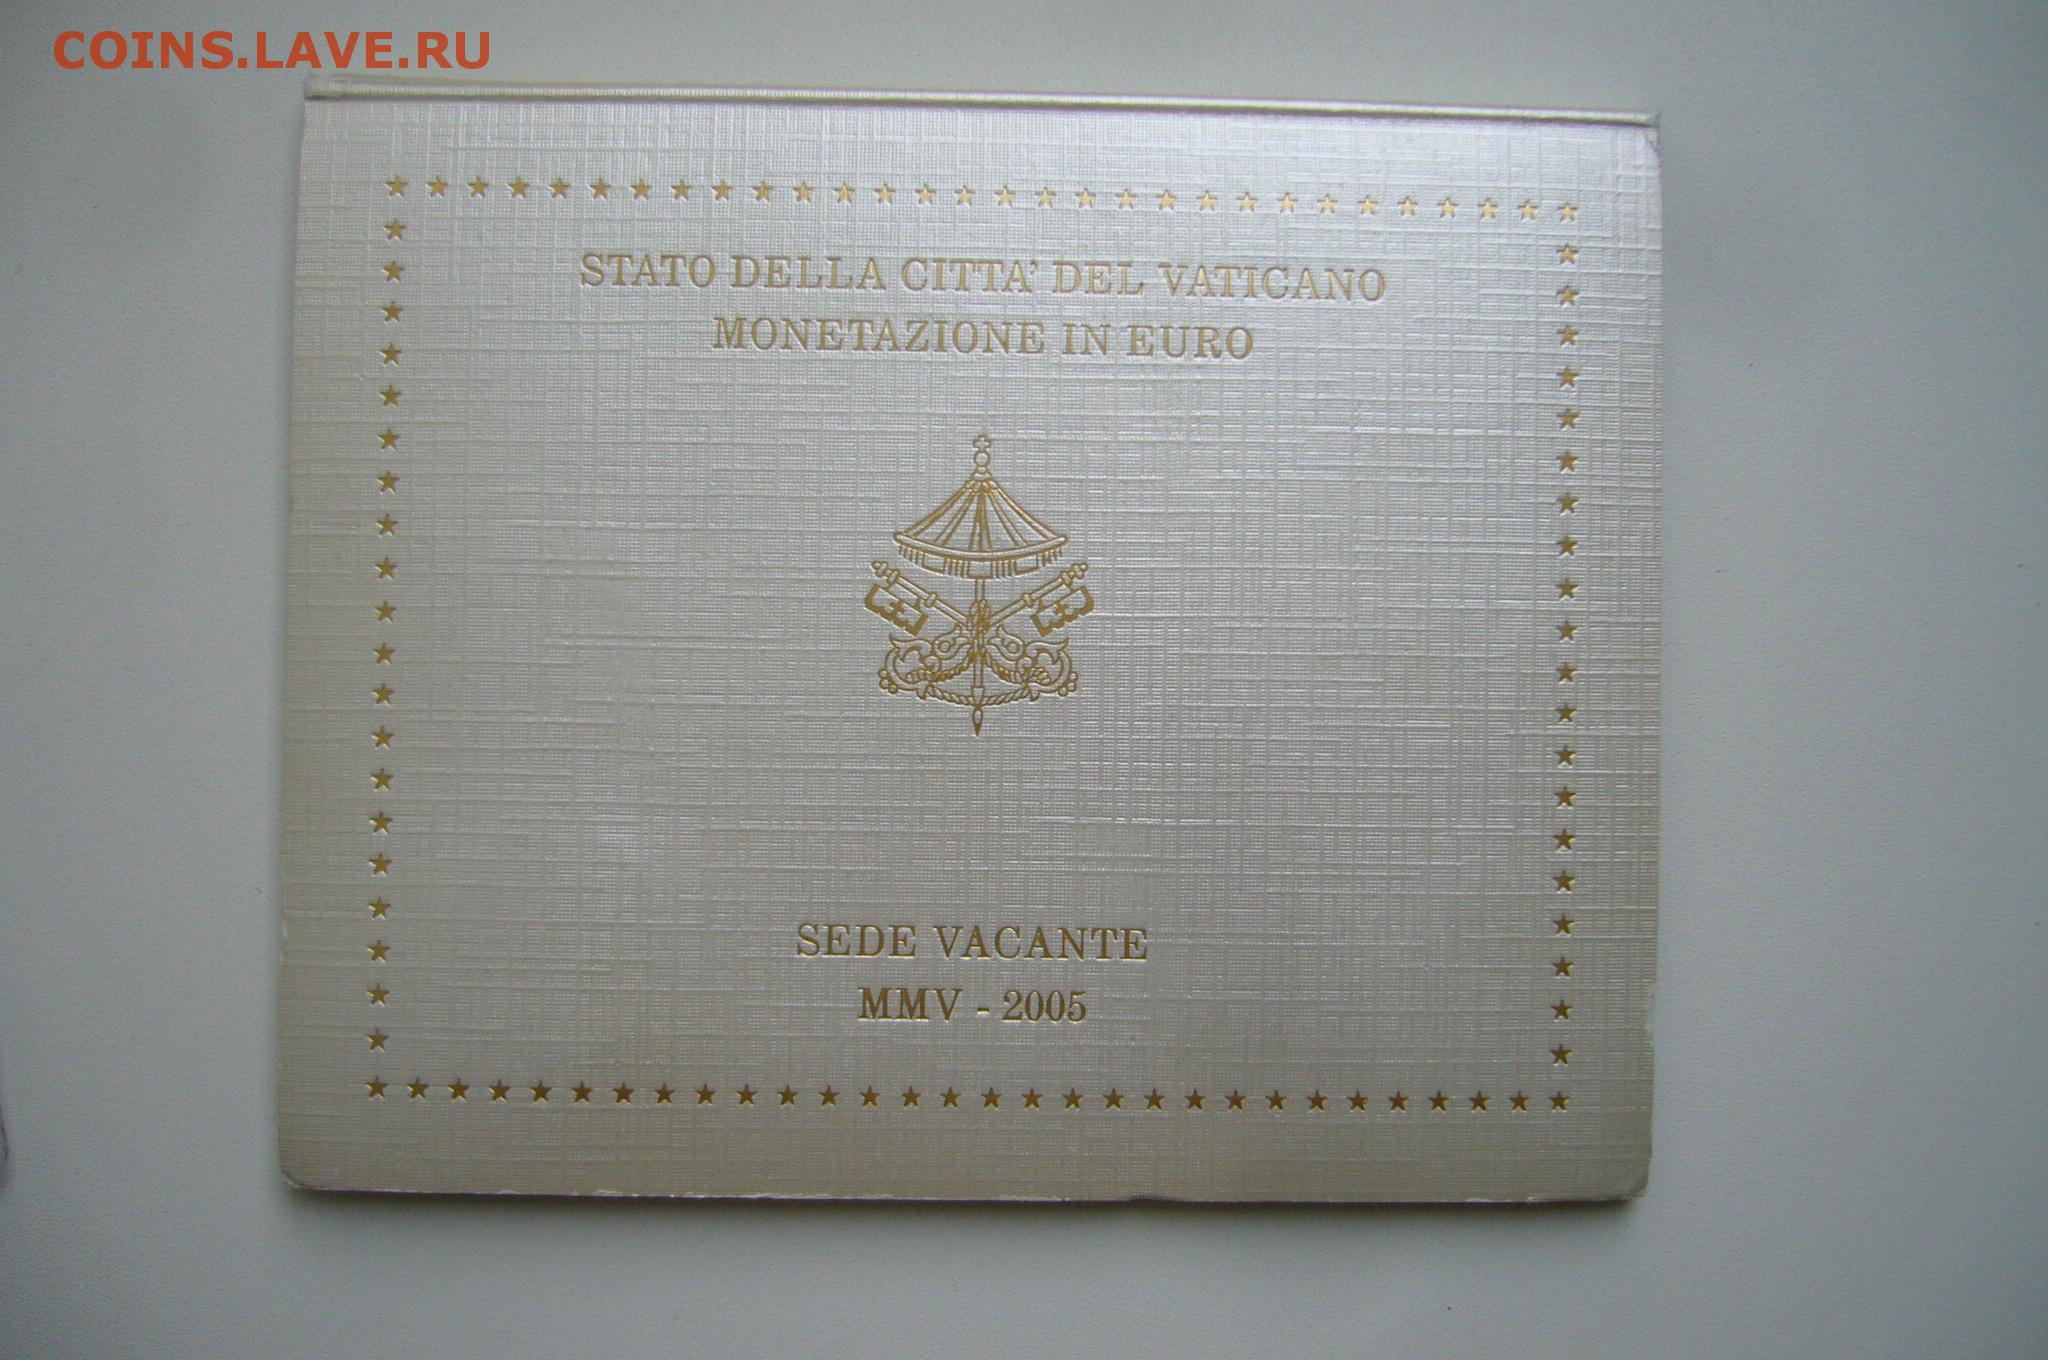 COINS.LAVE.RU
STATO DELLA CITTA' DEL VATICANO
MONETAZIONE IN EURO
SEDE VACANTE
MMV - 2005